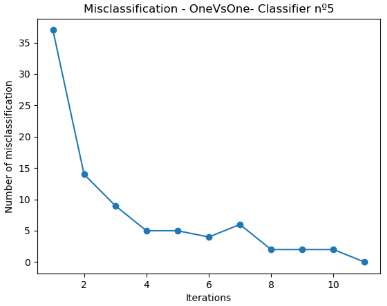 Misclassification - OneVsOne- Classifier nº5
Number of misclassification
35
30
25
20
15
10
5
0
2 4 6 8 10
Iterations